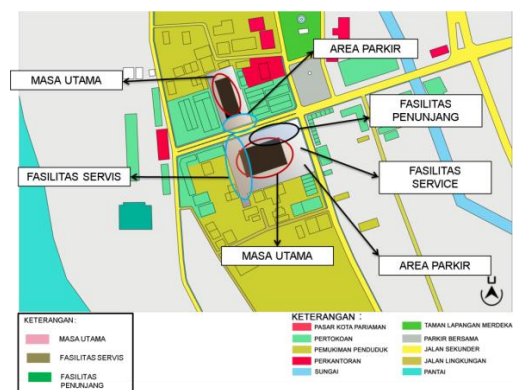 AREA PARKIR
MASA UTAMA
FASILITAS
PENUNJANG
FASILITAS SERVIS
FASILITAS
SERVICE
MASA UTAMA
AREA PARKIR
U
KETERANGAN :
MASA UTAMA
FASILITAS SERVIS
FASILITAS
PENUNJANG
KETERANGAN :
PASAR KOTA PARIAMAN
PERTOKOAN
PEMUKIMAN PENDUDUK
PERKANTORAN
SUNGAI
TAMAN LAPANGAN MERDEKA
PARKIR BERSAMA
JALAN SEKUNDER
JALAN LINGKUNGAN
PANTAI